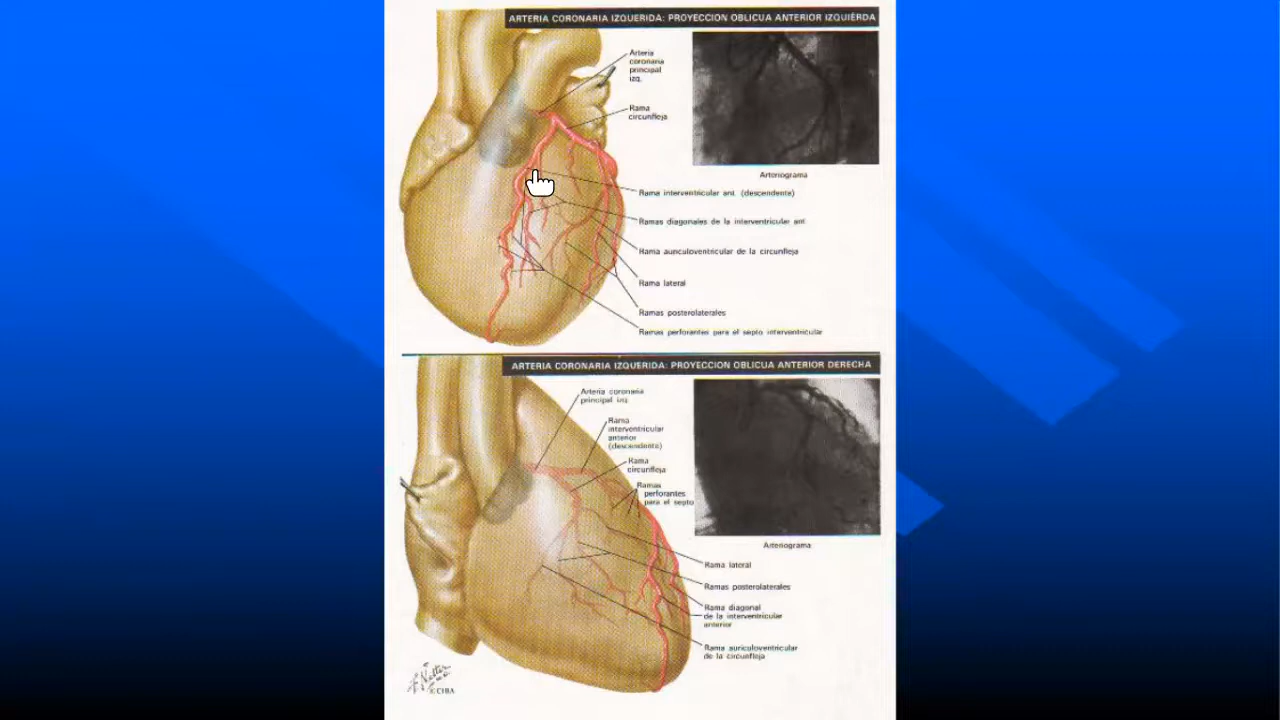 ARTERIA CORONARIA IZQUERIDA: PROYECCION OBLICUA ANTERIOR IZQUIERDA
Arteria
coronaria
principal
izq.
Rama
circunfleja
Arteriograma
Rama interventricular ant. (descendente)
Ramas diagonales de la interventricular ant
Rama auriculoventricular de la circunfleja
Rama lateral
Ramas posterolaterales
Ramas perforantes para el septo interventricular
ARTERIA CORONARIA IZQUERIDA: PROYECCION OBLICUA ANTERIOR DERECHA
Arteria coronaria
principal izq
Rama
interventricular
anterior
(descendente)
Rama
circunfleja
Ramas
perforantes
para el septo
Arteriograma
Rama lateral
Ramas posterolaterales
Rama diagonal
de la interventricular
anterior
Rama auriculoventricular
de la circunfleja
F. Netter
© CIBA